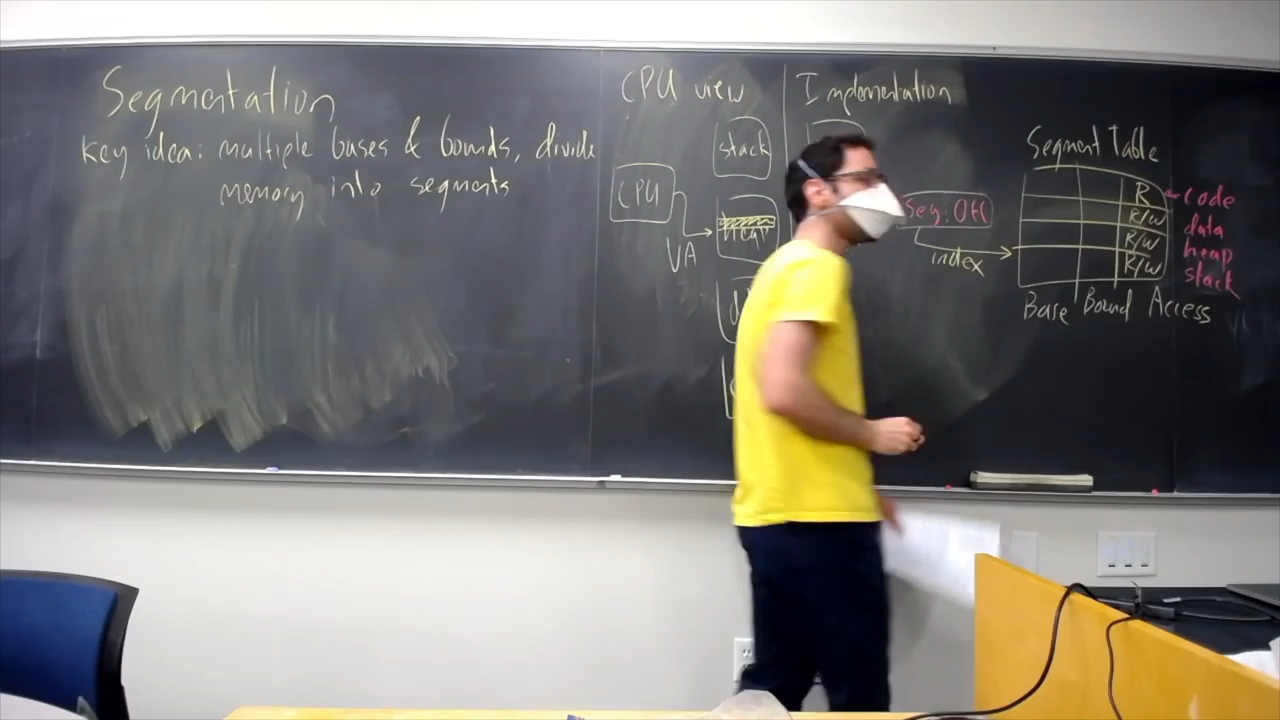 Segmentation
key idea: multiple bases & bounds, divide
memory into segments
CPU view
stack
CPU
heap
VA
Implementation
Seg: Off
index
Segment Table
R
R/W
R/W
R/W
Base Bound Access
code
data
heap
stack